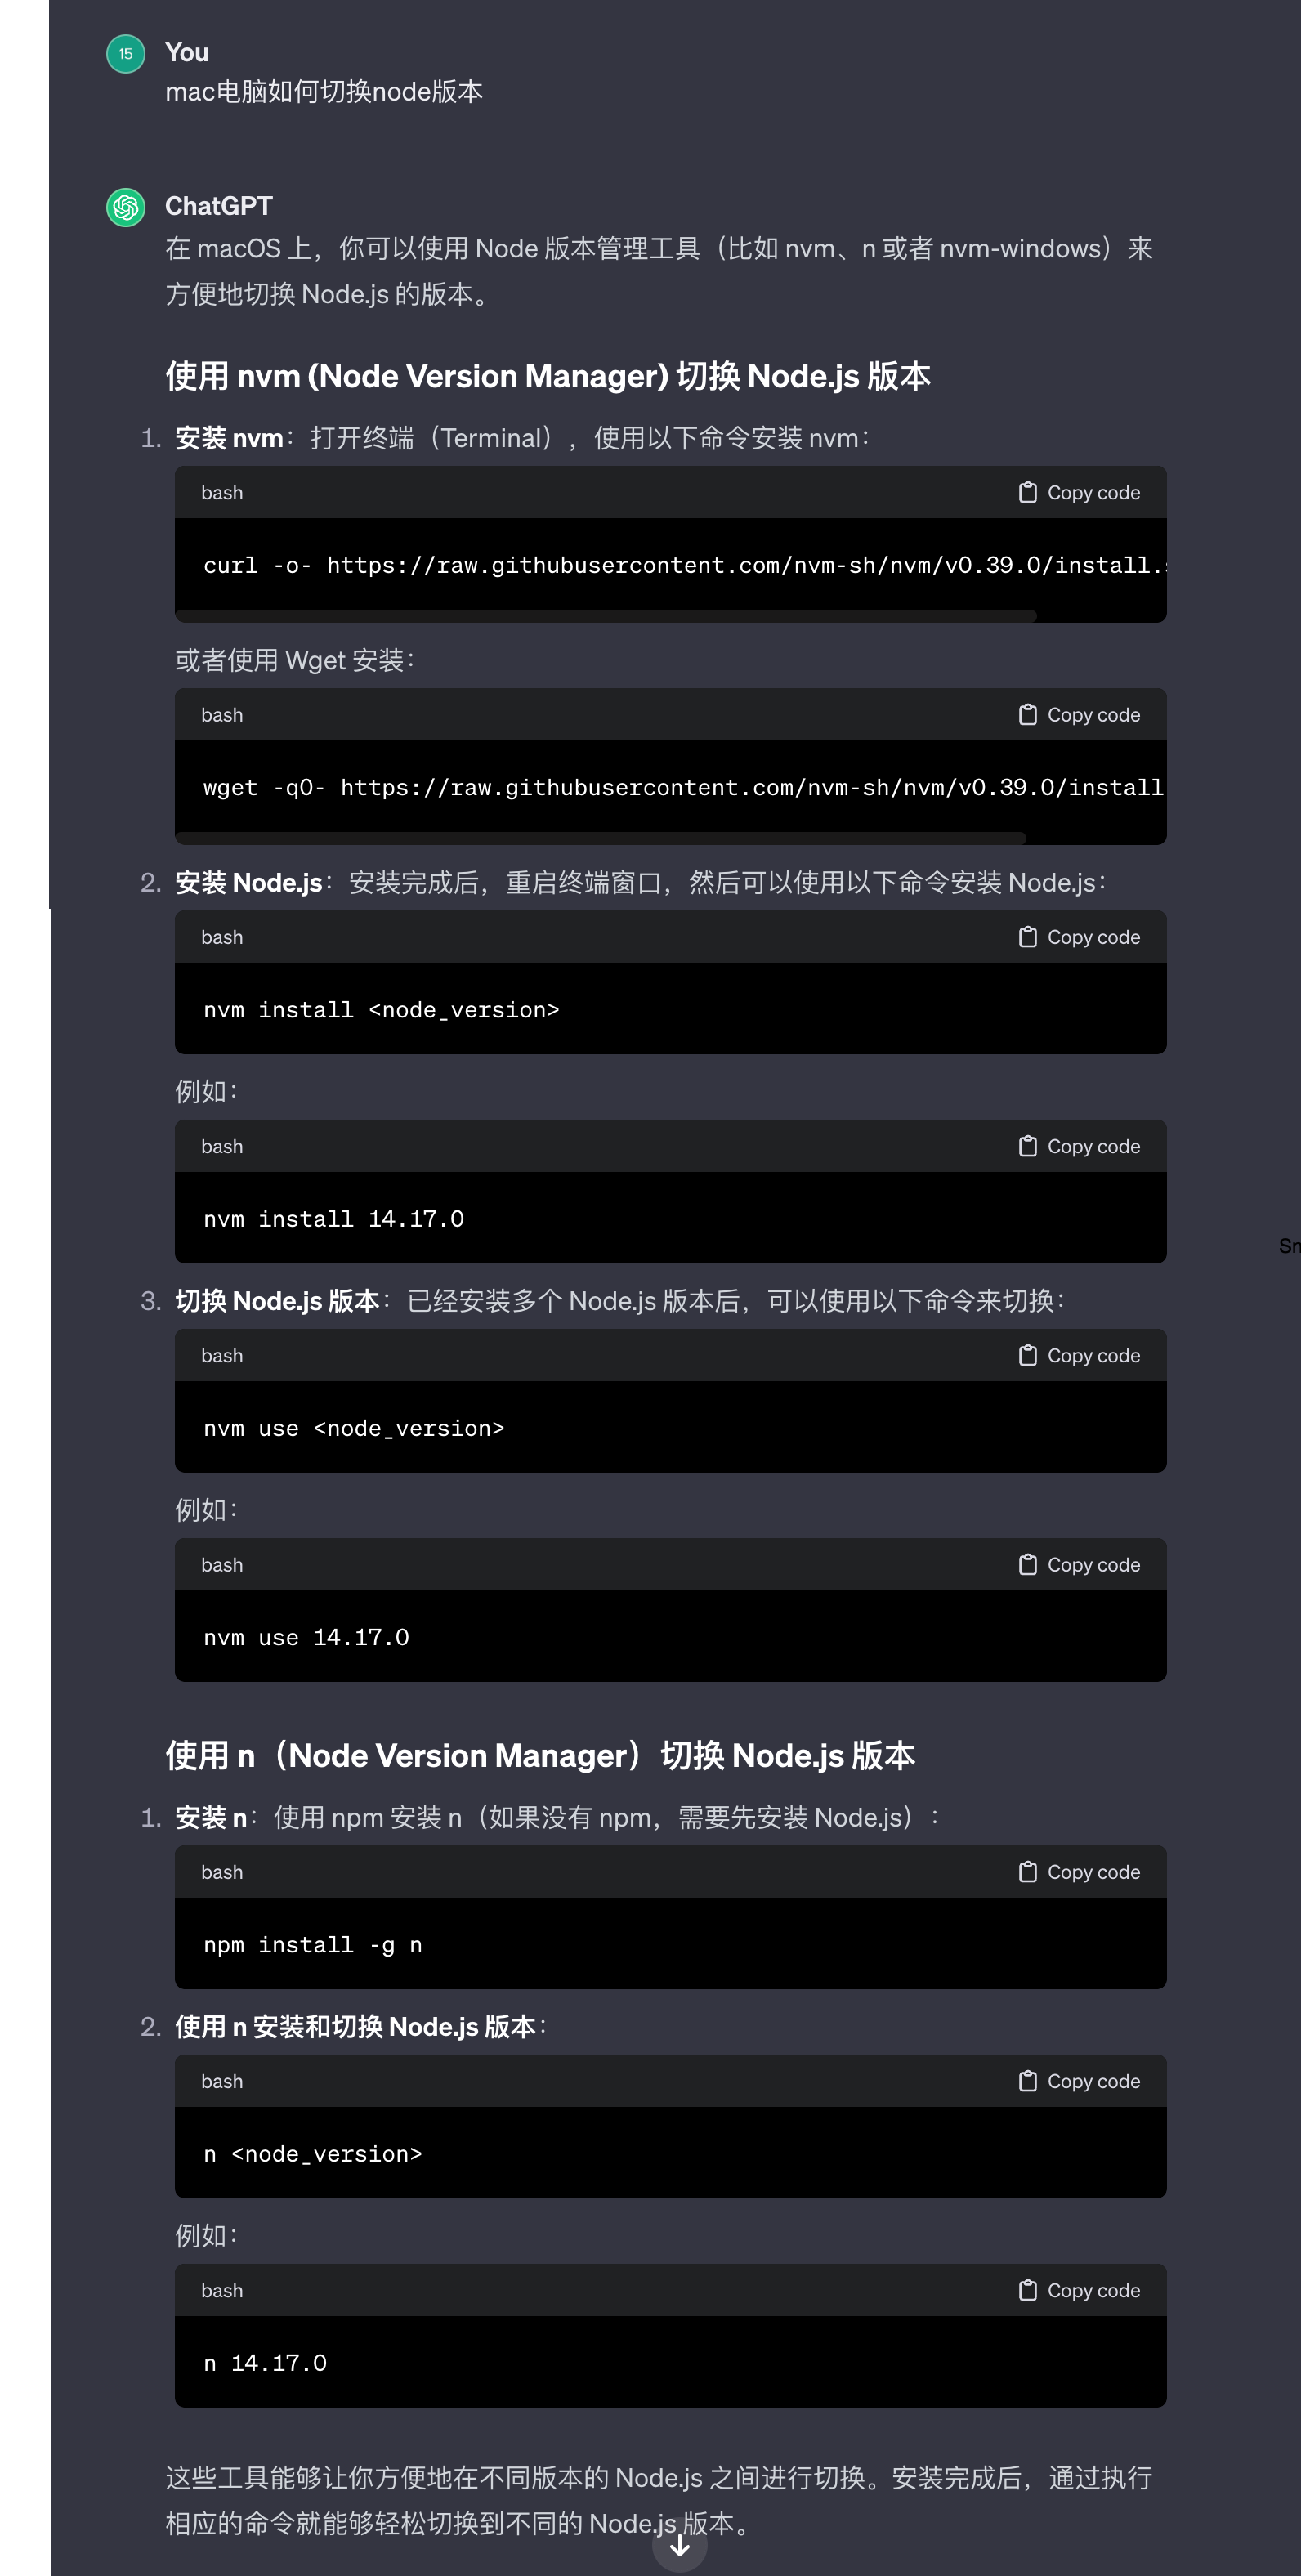 15
You
mac电脑如何切换node版本
ChatGPT
在 macOS 上，你可以使用 Node 版本管理工具（比如 nvm、n 或者 nvm-windows）来
方便地切换 Node.js 的版本。
使用 nvm (Node Version Manager) 切换 Node.js 版本
1. 安装 nvm：打开终端（Terminal），使用以下命令安装 nvm：
bash Copy code
curl -o- https://raw.githubusercontent.com/nvm-sh/nvm/v0.39.0/install.
或者使用 Wget 安装：
bash Copy code
wget -qO- https://raw.githubusercontent.com/nvm-sh/nvm/v0.39.0/install
2. 安装 Node.js：安装完成后，重启终端窗口，然后可以使用以下命令安装 Node.js：
bash Copy code
nvm install <node_version>
例如：
bash Copy code
nvm install 14.17.0
Sn
3. 切换 Node.js 版本：已经安装多个 Node.js 版本后，可以使用以下命令来切换：
bash Copy code
nvm use <node_version>
例如：
bash Copy code
nvm use 14.17.0
使用 n（Node Version Manager）切换 Node.js 版本
1. 安装 n：使用 npm 安装 n（如果没有 npm，需要先安装 Node.js）：
bash Copy code
npm install -g n
2. 使用 n 安装和切换 Node.js 版本：
bash Copy code
n <node_version>
例如：
bash Copy code
n 14.17.0
这些工具能够让你方便地在不同版本的 Node.js 之间进行切换。安装完成后，通过执行
相应的命令就能够轻松切换到不同的 Node.js 版本。